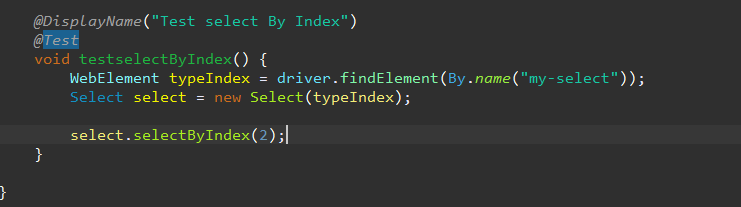 @DisplayName("Test select By Index")
@Test
void testselectByIndex() {
WebElement typeIndex = driver.findElement(By.name("my-select"));
Select select = new Select(typeIndex);
select.selectByIndex(2);
}
}